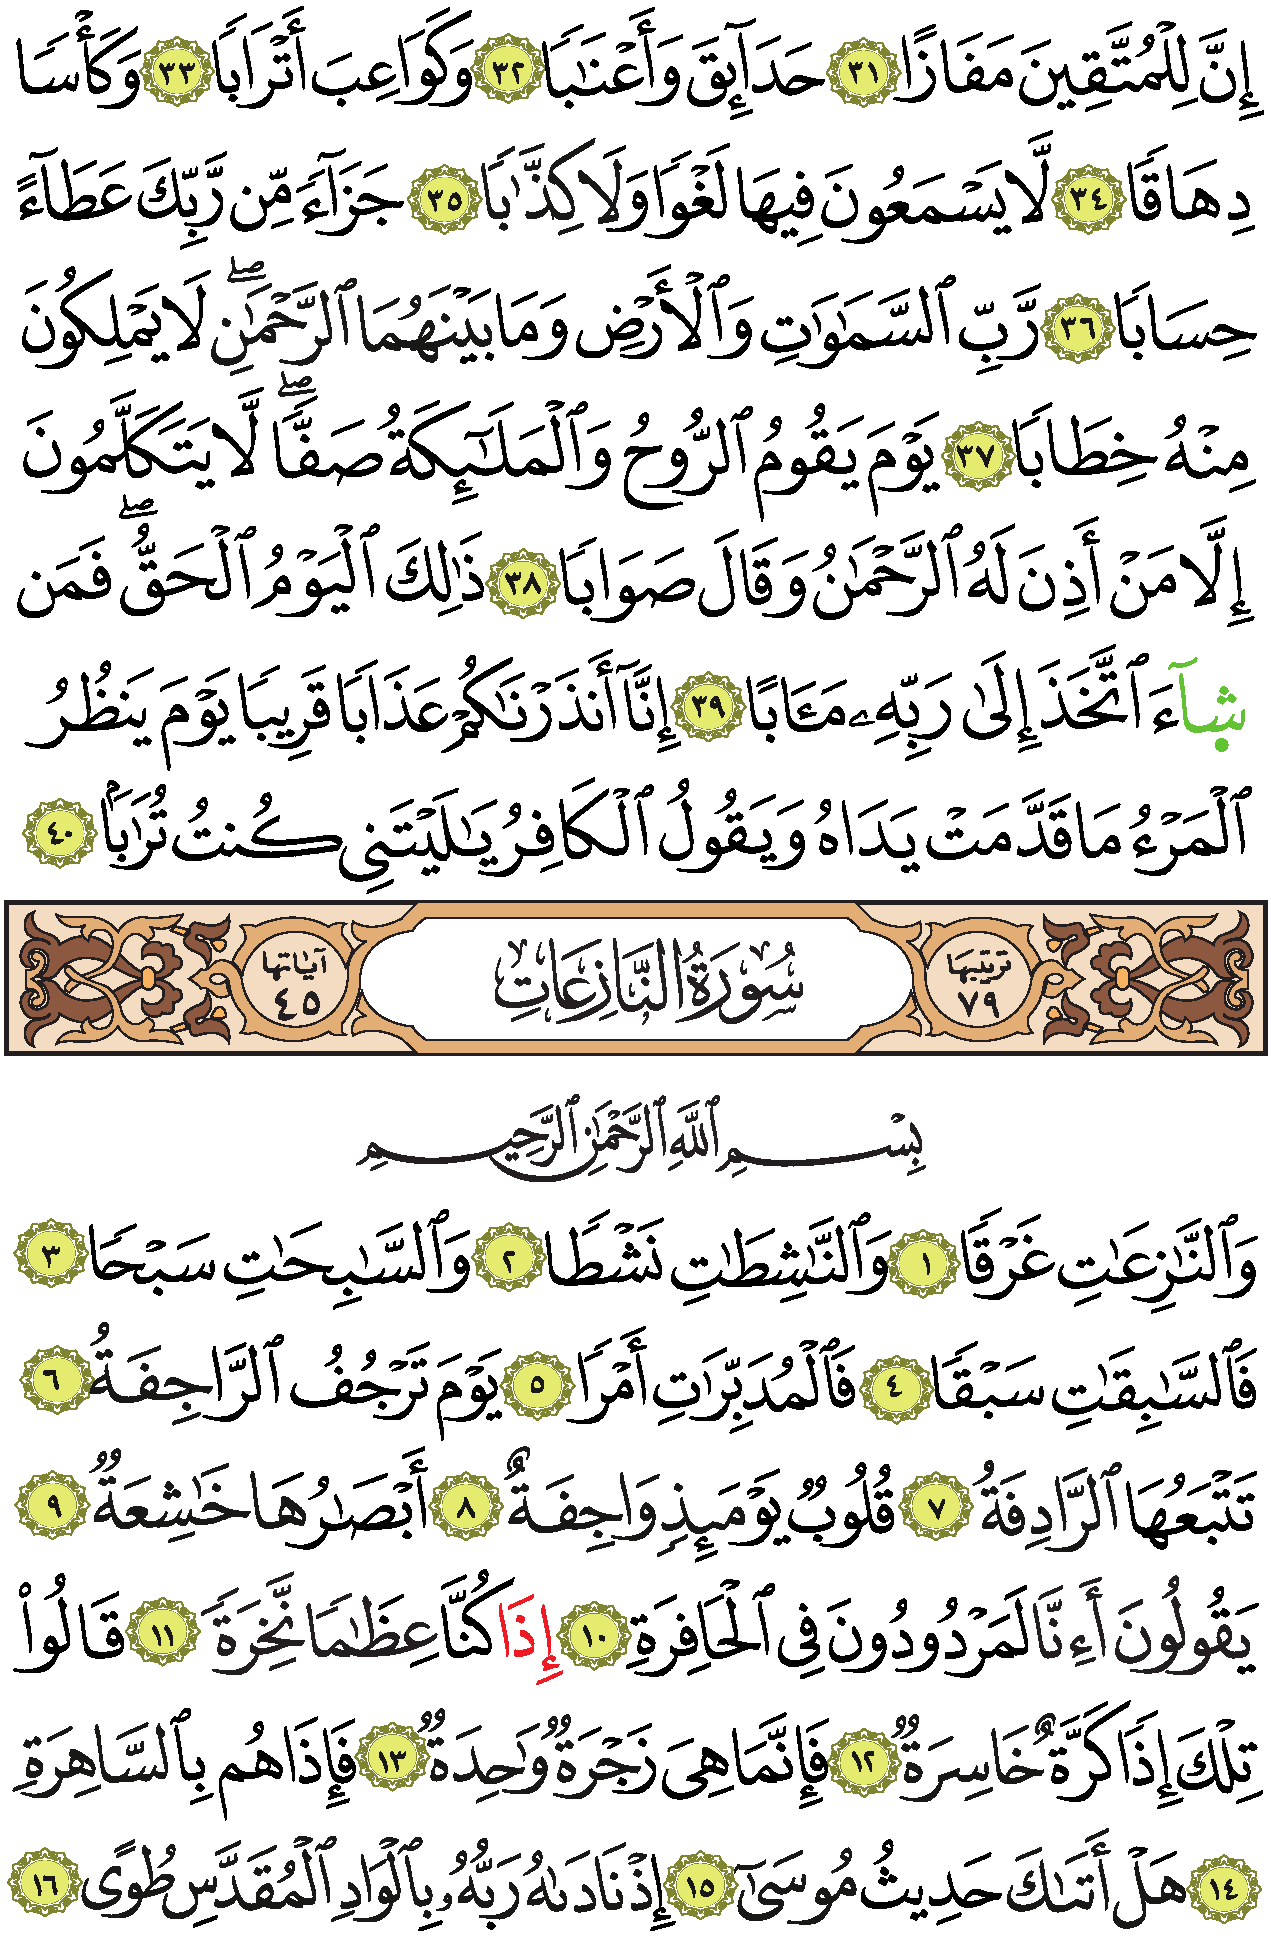 إِنَّ لِلْمُتَّقِينَ مَفَازًا ٣١ حَدَآئِقَ وَأَعْنَٰبًا ٣٢ وَكَوَاعِبَ أَتْرَابًا ٣٣ وَكَأْسًا
دِهَاقًا ٣٤ لَّا يَسْمَعُونَ فِيهَا لَغْوًا وَلَا كِذَّٰبًا ٣٥ جَزَآءً مِّن رَّبِّكَ عَطَآءً
حِسَابًا ٣٦ رَّبِّ ٱلسَّمَٰوَٰتِ وَٱلْأَرْضِ وَمَا بَيْنَهُمَا ٱلرَّحْمَٰنِۖ لَا يَمْلِكُونَ
مِنْهُ خِطَابًا ٣٧ يَوْمَ يَقُومُ ٱلرُّوحُ وَٱلْمَلَٰٓئِكَةُ صَفًّاۖ لَّا يَتَكَلَّمُونَ
إِلَّا مَنْ أَذِنَ لَهُ ٱلرَّحْمَٰنُ وَقَالَ صَوَابًا ٣٨ ذَٰلِكَ ٱلْيَوْمُ ٱلْحَقُّۖ فَمَن
شَآءَ ٱتَّخَذَ إِلَىٰ رَبِّهِۦ مَـَٔابًا ٣٩ إِنَّآ أَنذَرْنَٰكُمْ عَذَابًا قَرِيبًا يَوْمَ يَنظُرُ
ٱلْمَرْءُ مَا قَدَّمَتْ يَدَاهُ وَيَقُولُ ٱلْكَافِرُ يَٰلَيْتَنِى كُنتُ تُرَٰبًۢا ٤٠
ترتيبها ٧٩ سُورَةُ النَّازِعَاتِ آياتها ٤٥
بِسْمِ ٱللَّهِ ٱلرَّحْمَٰنِ ٱلرَّحِيمِ
وَٱلنَّٰزِعَٰتِ غَرْقًا ١ وَٱلنَّٰشِطَٰتِ نَشْطًا ٢ وَٱلسَّٰبِحَٰتِ سَبْحًا ٣
فَٱلسَّٰبِقَٰتِ سَبْقًا ٤ فَٱلْمُدَبِّرَٰتِ أَمْرًا ٥ يَوْمَ تَرْجُفُ ٱلرَّاجِفَةُ ٦
تَتْبَعُهَا ٱلرَّادِفَةُ ٧ قُلُوبٌ يَوْمَئِذٍ وَاجِفَةٌ ٨ أَبْصَٰرُهَا خَٰشِعَةٌ ٩
يَقُولُونَ أَءِنَّا لَمَرْدُودُونَ فِى ٱلْحَافِرَةِ ١٠ إِذَا كُنَّا عِظَٰمًا نَّخِرَةً ١١ قَالُوا۟
تِلْكَ إِذًا كَرَّةٌ خَاسِرَةٌ ١٢ فَإِنَّمَا هِىَ زَجْرَةٌ وَٰحِدَةٌ ١٣ فَإِذَا هُم بِٱلسَّاهِرَةِ
١٤ هَلْ أَتَىٰكَ حَدِيثُ مُوسَىٰٓ ١٥ إِذْ نَادَىٰهُ رَبُّهُۥ بِٱلْوَادِ ٱلْمُقَدَّسِ طُوًى ١٦